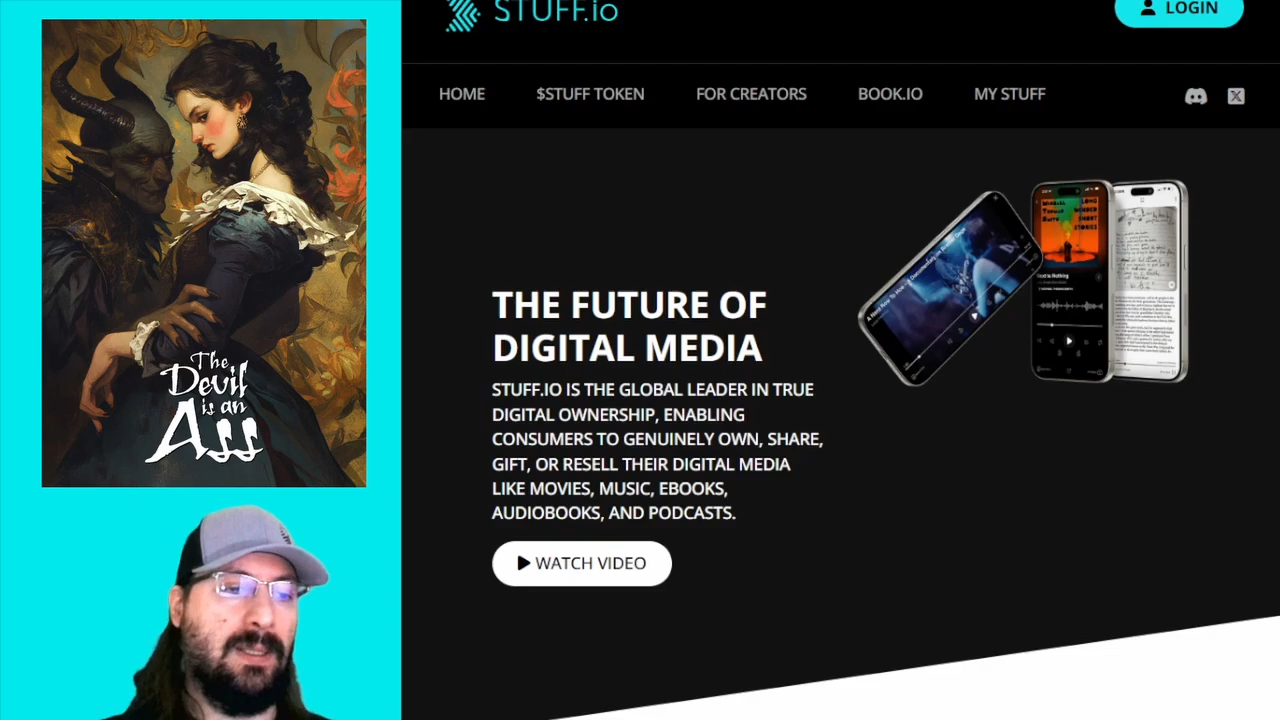 The
Devil
is an
Ass
STUFF.io
LOGIN
HOME
$STUFF TOKEN
FOR CREATORS
BOOK.IO
MY STUFF
THE FUTURE OF
DIGITAL MEDIA
STUFF.IO IS THE GLOBAL LEADER IN TRUE
DIGITAL OWNERSHIP, ENABLING
CONSUMERS TO GENUINELY OWN, SHARE,
GIFT, OR RESELL THEIR DIGITAL MEDIA
LIKE MOVIES, MUSIC, EBOOKS,
AUDIOBOOKS, AND PODCASTS.
WATCH VIDEO